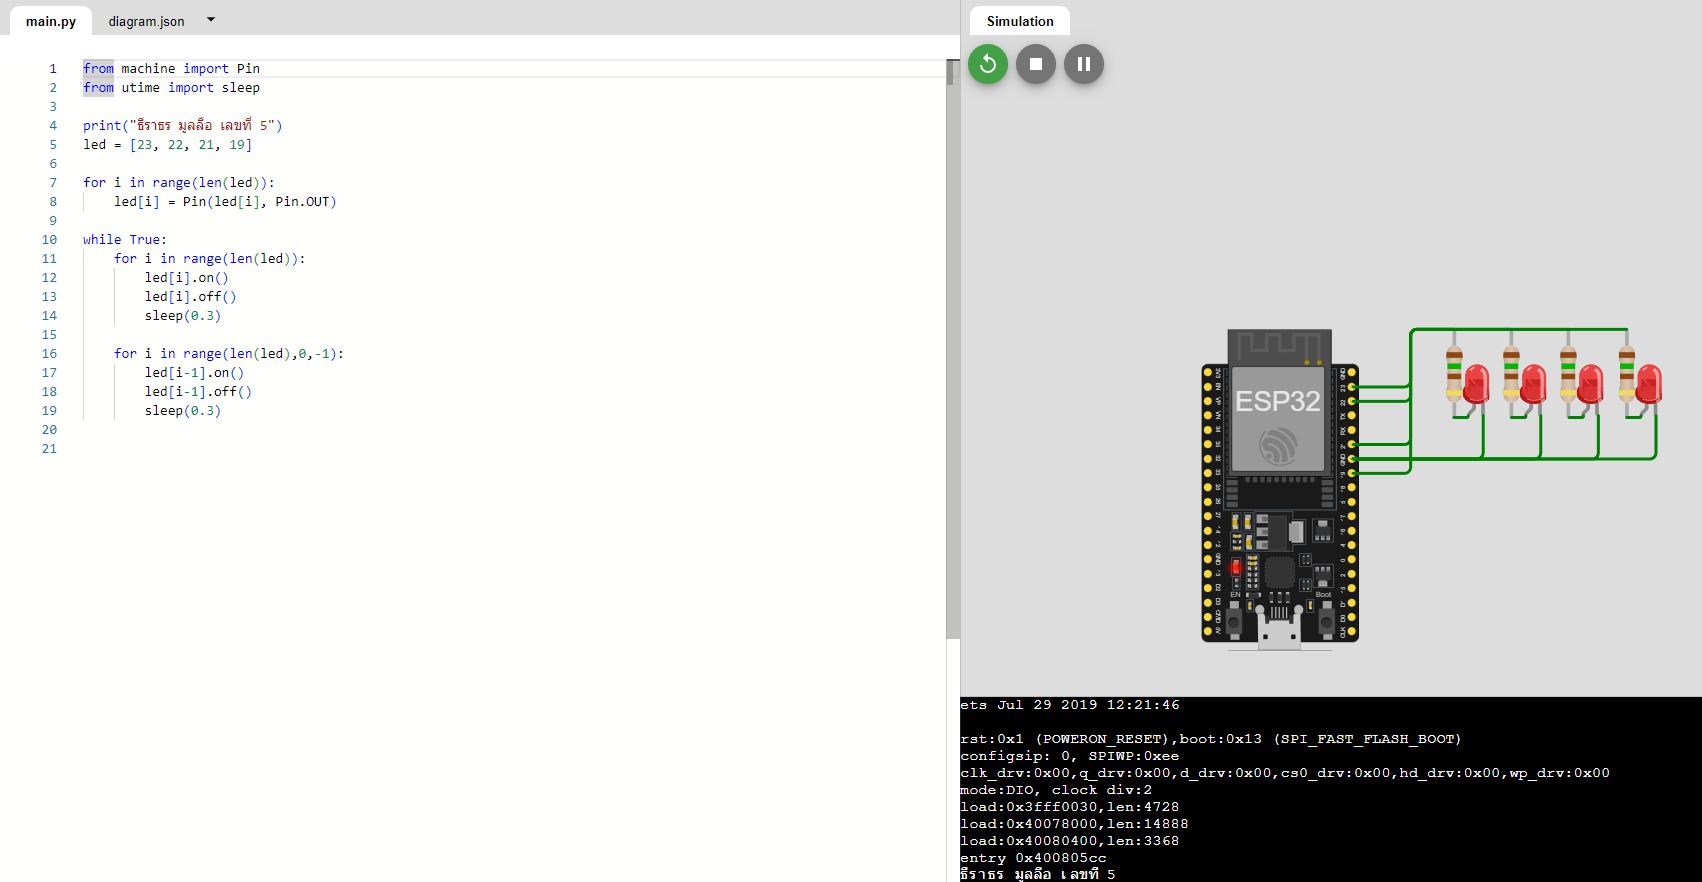 main.py
diagram.json
1 from machine import Pin
2 from utime import sleep
3
4 print("ธีราธร มูลลือ เลขที่ 5")
5 led = [23, 22, 21, 19]
6
7 for i in range(len(led)):
8 led[i] = Pin(led[i], Pin.OUT)
9
10 while True:
11 for i in range(len(led)):
12 led[i].on()
13 led[i].off()
14 sleep(0.3)
15
16 for i in range(len(led),0,-1):
17 led[i-1].on()
18 led[i-1].off()
19 sleep(0.3)
20
21
Simulation
ESP32
EN
Boot
ets Jul 29 2019 12:21:46
rst:0x1 (POWERON_RESET),boot:0x13 (SPI_FAST_FLASH_BOOT)
configsip: 0, SPIWP:0xee
clk_drv:0x00,q_drv:0x00,d_drv:0x00,cs0_drv:0x00,hd_drv:0x00,wp_drv:0x00
mode:DIO, clock div:2
load:0x3fff0030,len:4728
load:0x40078000,len:14888
load:0x40080400,len:3368
entry 0x400805cc
ธีราธร มูลลือ เลขที่ 5